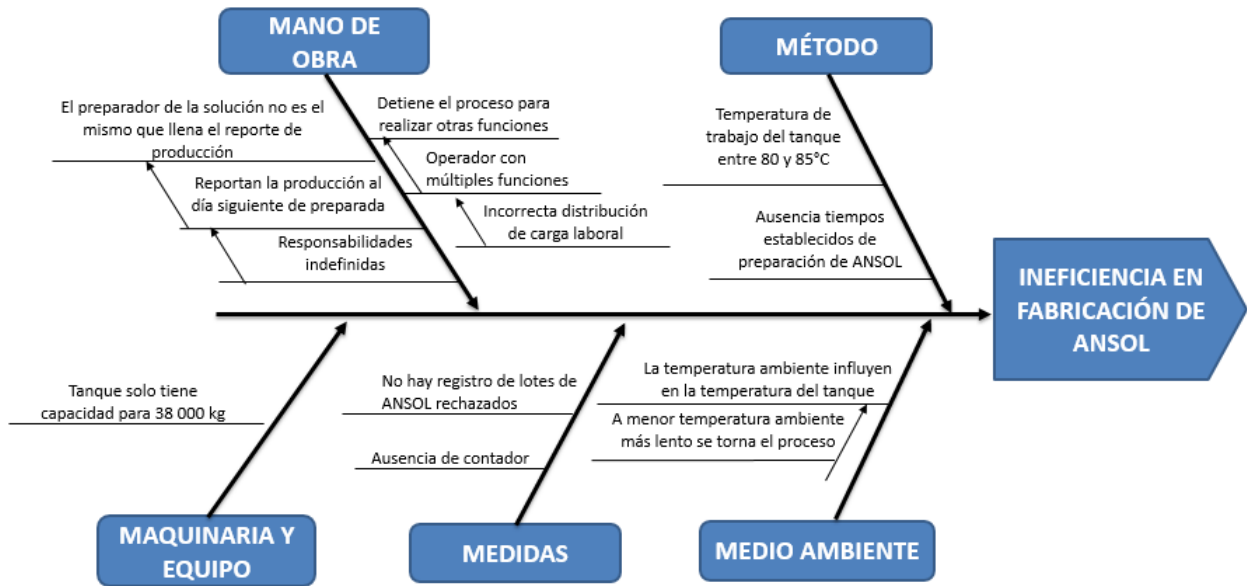 MANO DE
OBRA
MÉTODO
El preparador de la solución no es el
mismo que llena el reporte de
producción
Reportan la producción al
día siguiente de preparada
Responsabilidades
indefinidas
Detiene el proceso para
realizar otras funciones
Operador con
múltiples funciones
Incorrecta distribución
de carga laboral
Temperatura de
trabajo del tanque
entre 80 y 85°C
Ausencia tiempos
establecidos de
preparación de ANSOL
INEFICIENCIA EN
FABRICACIÓN DE
ANSOL
Tanque solo tiene
capacidad para 38 000 kg
No hay registro de lotes de
ANSOL rechazados
Ausencia de contador
La temperatura ambiente influyen
en la temperatura del tanque
A menor temperatura ambiente
más lento se torna el proceso
MAQUINARIA Y
EQUIPO
MEDIDAS
MEDIO AMBIENTE